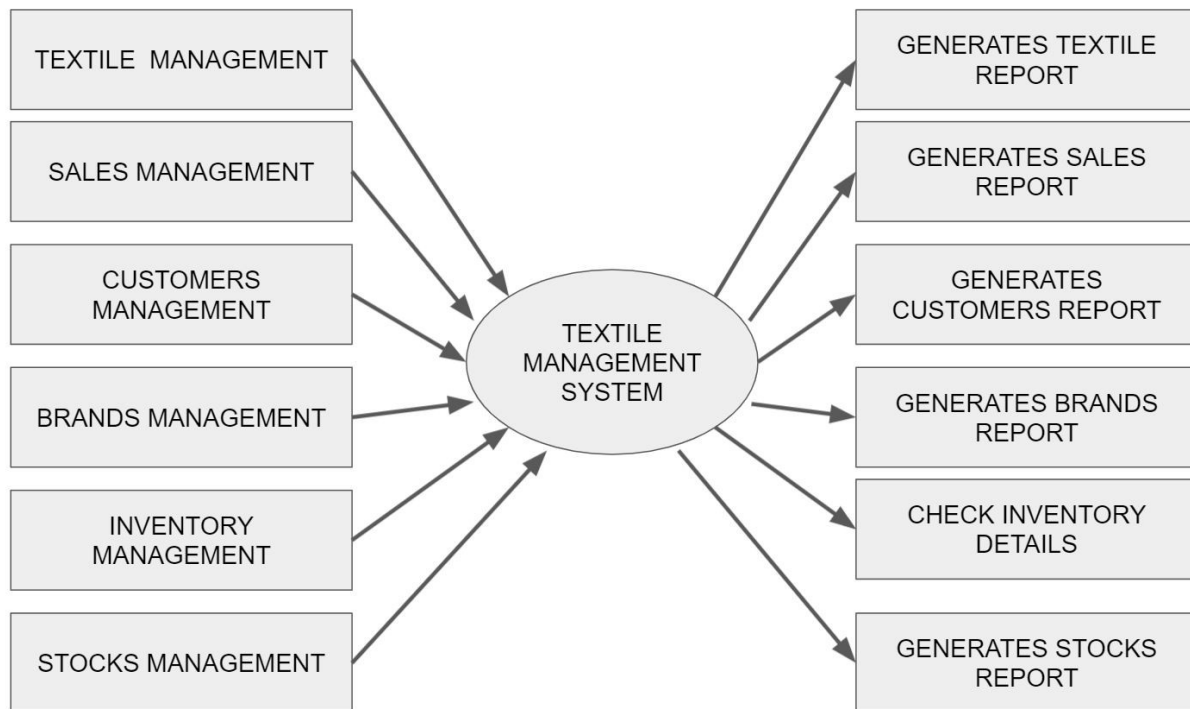 TEXTILE  MANAGEMENT
SALES MANAGEMENT
CUSTOMERS
MANAGEMENT
BRANDS MANAGEMENT
INVENTORY
MANAGEMENT
STOCKS MANAGEMENT
TEXTILE
MANAGEMENT
SYSTEM
GENERATES TEXTILE
REPORT
GENERATES SALES
REPORT
GENERATES
CUSTOMERS REPORT
GENERATES BRANDS
REPORT
CHECK INVENTORY
DETAILS
GENERATES STOCKS
REPORT